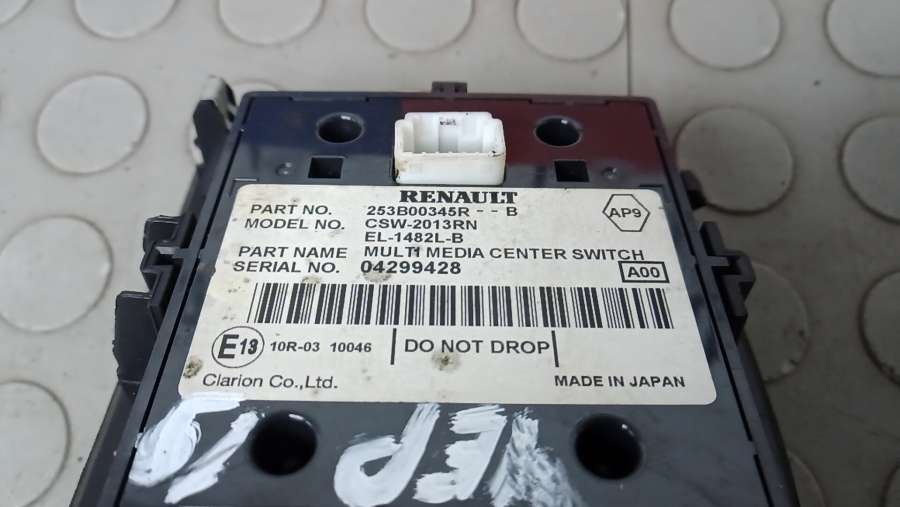 RENAULT
PART NO. 253B00345R - - B
MODEL NO. CSW-2013RN
EL-1482L-B
AP9
PART NAME MULTI MEDIA CENTER SWITCH
SERIAL NO. 04299428
A00
E13 10R-03 10046 DO NOT DROP
Clarion Co.,Ltd. MADE IN JAPAN